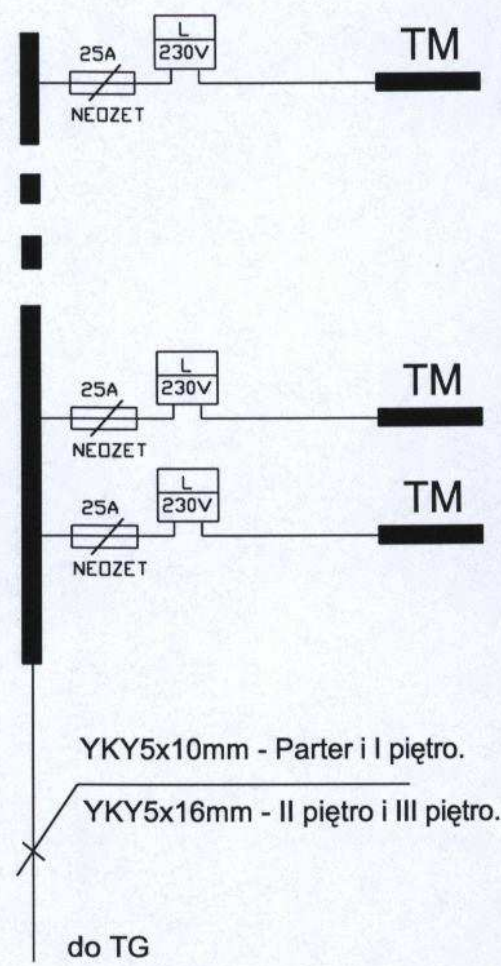 L
25A
230V
TM
NEOZET
L
25A
230V
TM
NEOZET
L
25A
230V
TM
NEOZET
YKY5x10mm - Parter i I piętro.
YKY5x16mm - II piętro i III piętro.
do TG